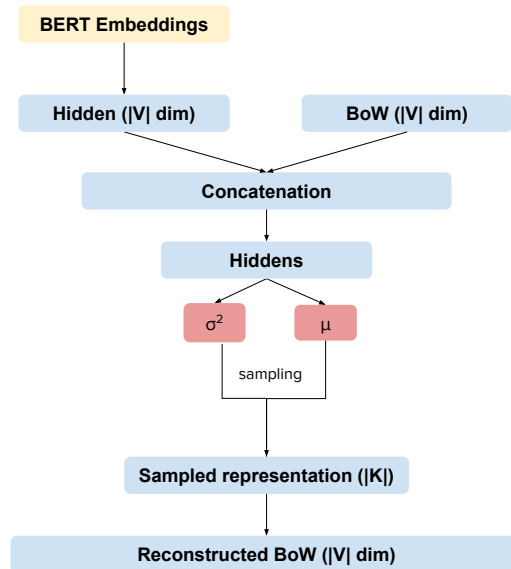 BERT Embeddings
Hidden (|V| dim)
BoW (|V| dim)
Concatenation
Hiddens
σ²
μ
sampling
Sampled representation (|K|)
Reconstructed BoW (|V| dim)